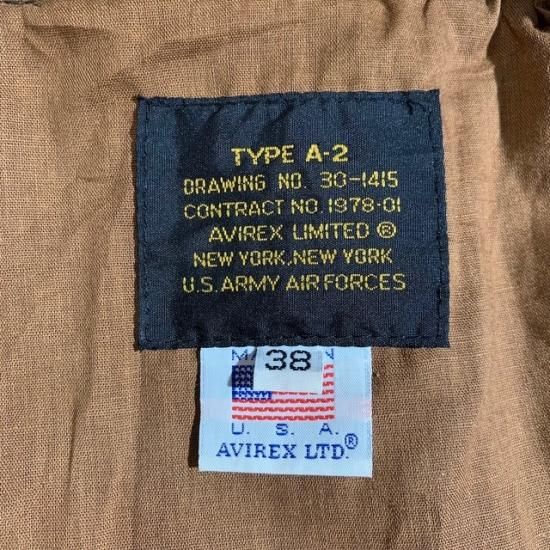 TYPE A-2
DRAWING NO. 30-1415
CONTRACT NO. 1978-01
AVIREX LIMITED ®
NEW YORK, NEW YORK
U.S. ARMY AIR FORCES
38
U. S. A.
AVIREX LTD.®